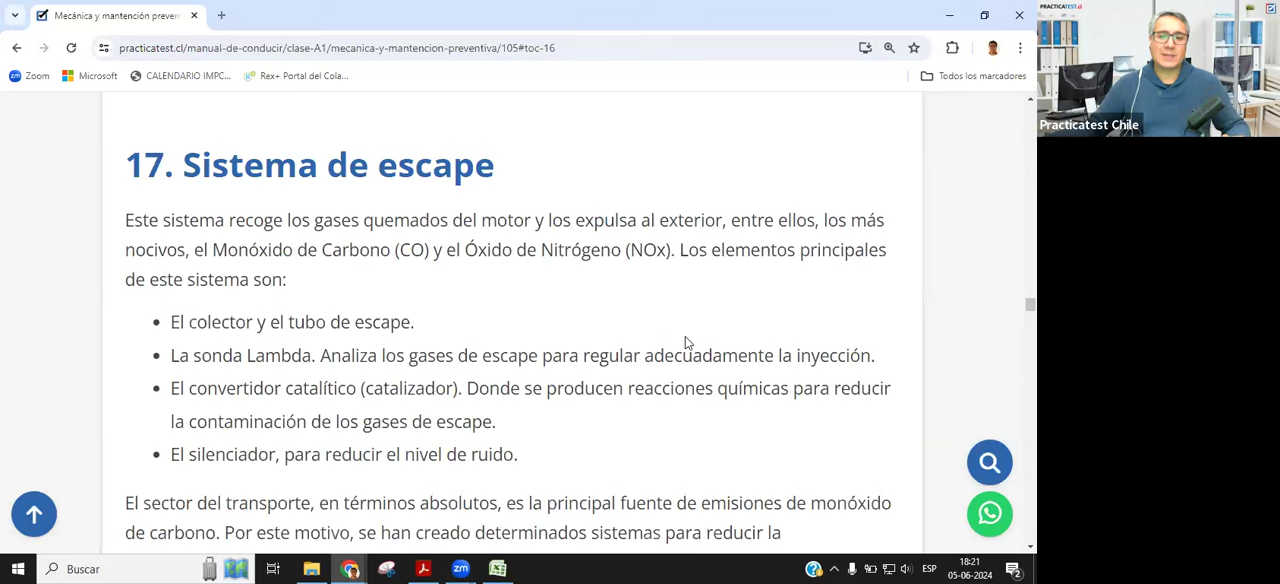 Mecánica y mantención preven
practicatest.cl/manual-de-conducir/clase-A1/mecanica-y-mantencion-preventiva/105#toc-16
Zoom
Microsoft
CALENDARIO IMPC...
Rex+ Portal del Cola...
Todos los marcadores
PRACTICATEST.cl
Practicatest Chile
17. Sistema de escape
Este sistema recoge los gases quemados del motor y los expulsa al exterior, entre ellos, los más
nocivos, el Monóxido de Carbono (CO) y el Óxido de Nitrógeno (NOx). Los elementos principales
de este sistema son:
• El colector y el tubo de escape.
• La sonda Lambda. Analiza los gases de escape para regular adecuadamente la inyección.
• El convertidor catalítico (catalizador). Donde se producen reacciones químicas para reducir
la contaminación de los gases de escape.
• El silenciador, para reducir el nivel de ruido.
El sector del transporte, en términos absolutos, es la principal fuente de emisiones de monóxido
de carbono. Por este motivo, se han creado determinados sistemas para reducir la
Buscar
zm
ESP
18:21
05-06-2024
2